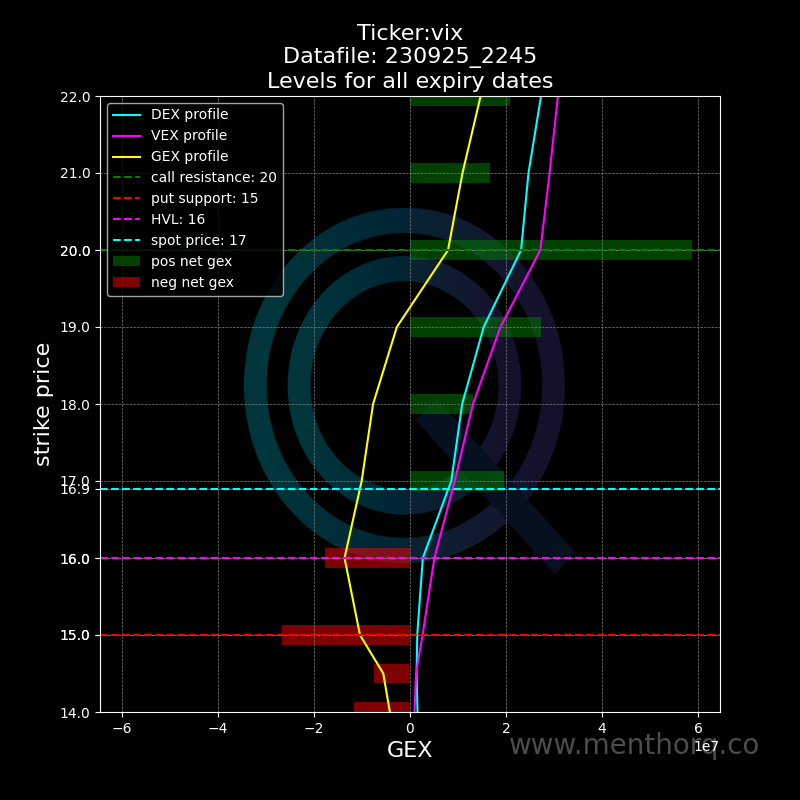 Ticker:vix
Datafile: 230925_2245
Levels for all expiry dates
DEX profile
VEX profile
GEX profile
call resistance: 20
put support: 15
HVL: 16
spot price: 17
pos net gex
neg net gex
strike price
22.0
21.0
20.0
19.0
18.0
17.0
16.9
16.0
15.0
14.0
−6
−4
−2
0
2
4
6
1e7
GEX
www.menthorq.co